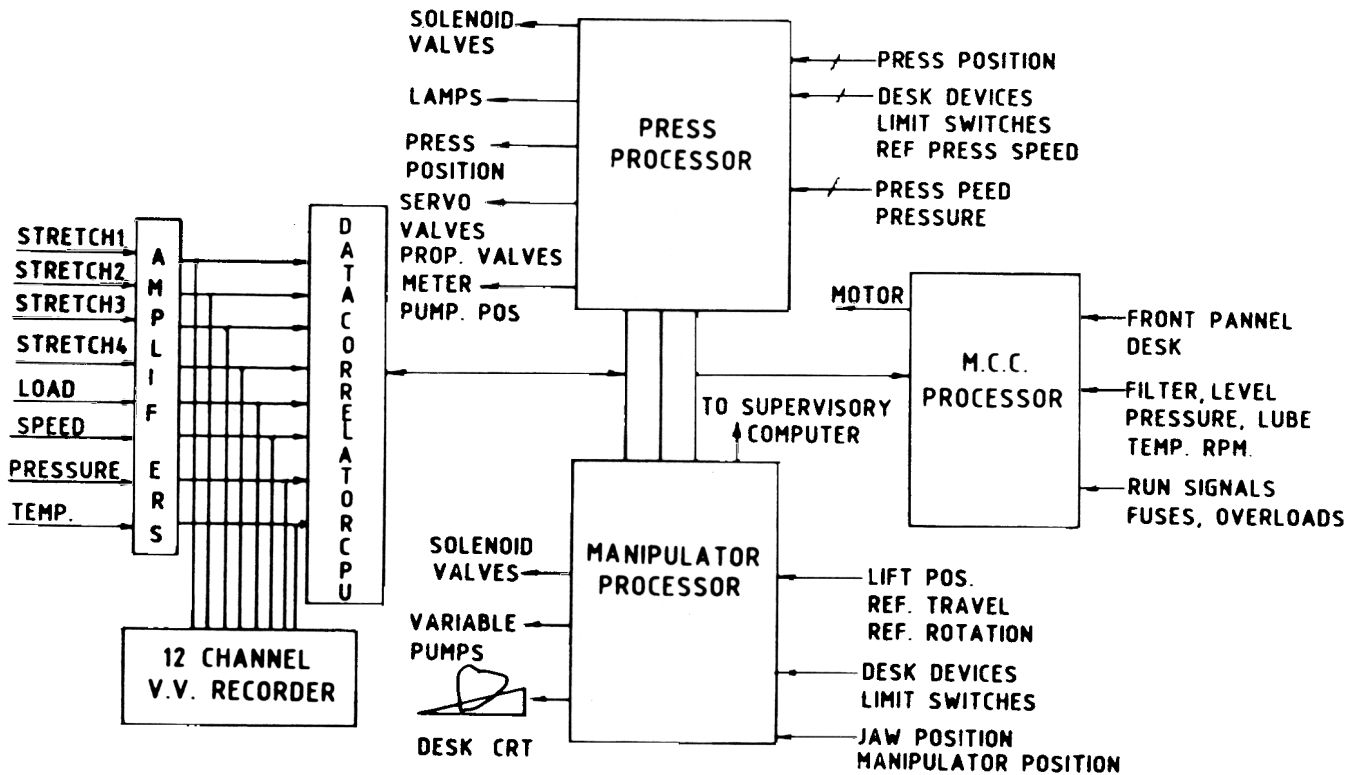 SOLENOID
VALVES
LAMPS
PRESS
POSITION
SERVO
VALVES
PROP. VALVES
METER
PUMP. POS
PRESS
PROCESSOR
PRESS POSITION
DESK DEVICES
LIMIT SWITCHES
REF PRESS SPEED
PRESS PEED
PRESSURE
STRETCH1
STRETCH2
STRETCH3
STRETCH4
LOAD
SPEED
PRESSURE
TEMP.
AMPLIF ERS
DATACORRELATORCPU
12 CHANNEL
V.V. RECORDER
MOTOR
M.C.C.
PROCESSOR
FRONT PANNEL
DESK
FILTER, LEVEL
PRESSURE, LUBE
TEMP. RPM.
RUN SIGNALS
FUSES, OVERLOADS
TO SUPERVISORY
COMPUTER
SOLENOID
VALVES
VARIABLE
PUMPS
DESK CRT
MANIPULATOR
PROCESSOR
LIFT POS.
REF. TRAVEL
REF. ROTATION
DESK DEVICES
LIMIT SWITCHES
JAW POSITION
MANIPULATOR POSITION